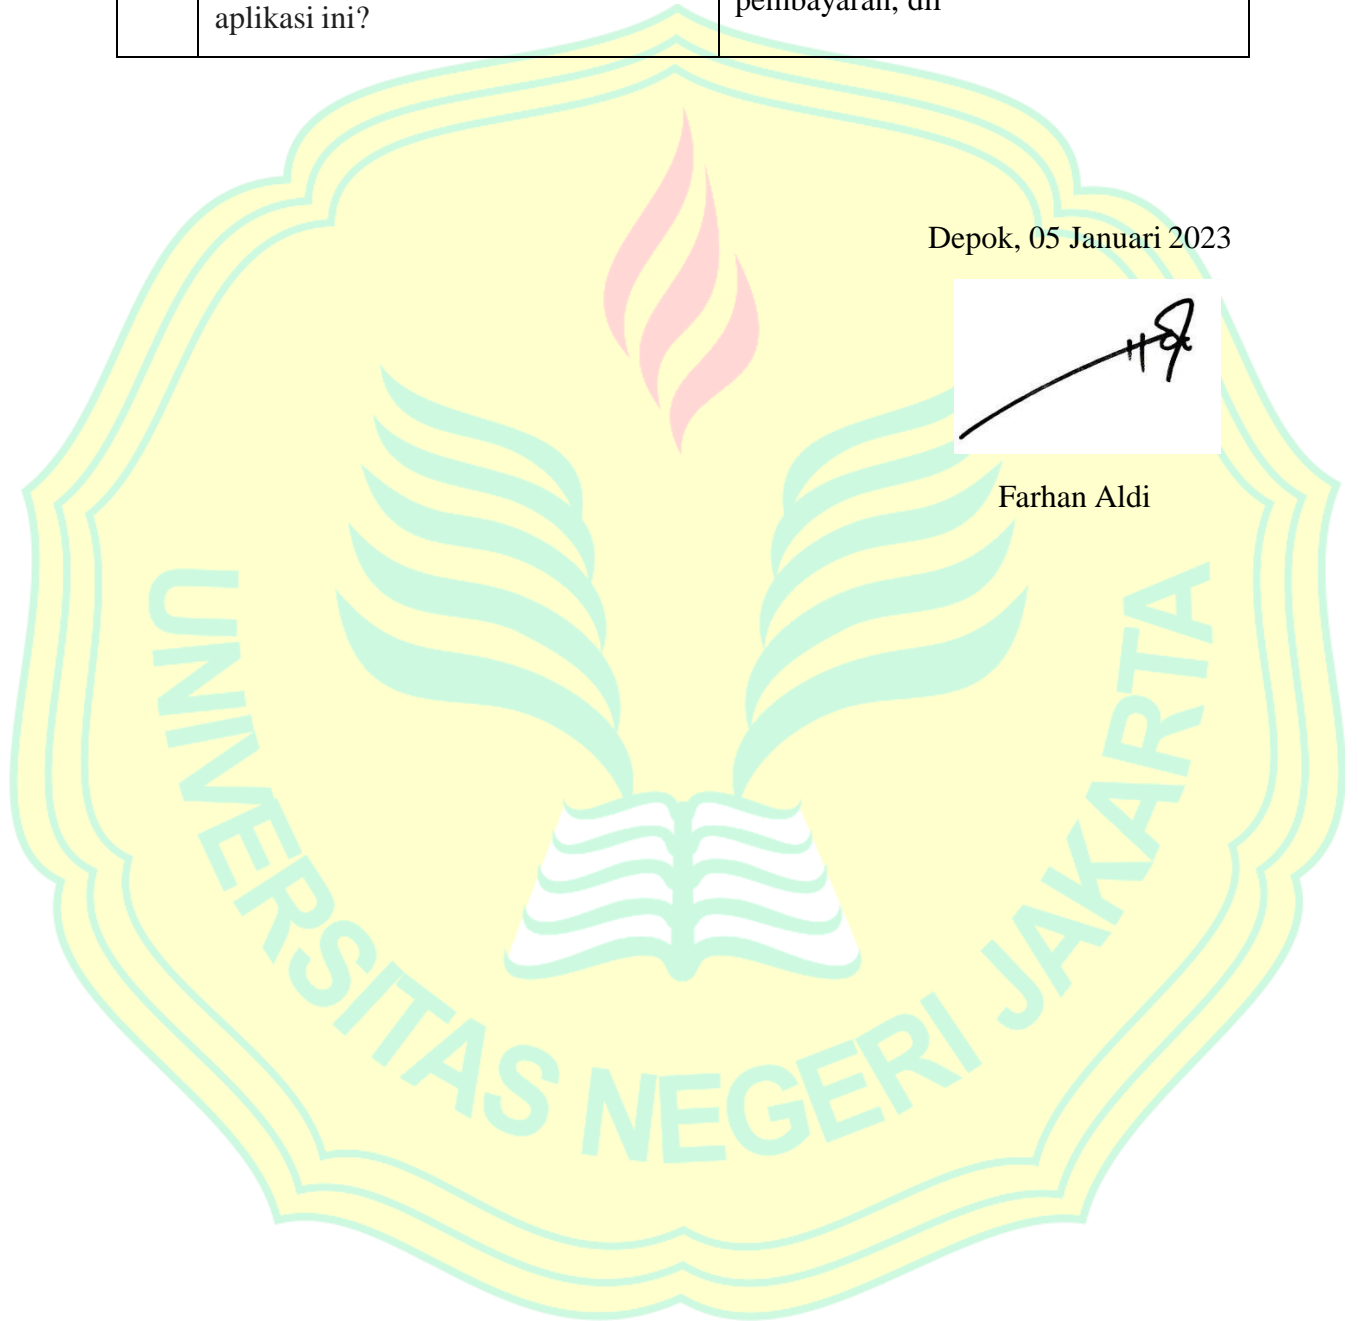 aplikasi ini?
pembayaran, dll
Depok, 05 Januari 2023
Farhan Aldi
UNIVERSITAS NEGERI JAKARTA